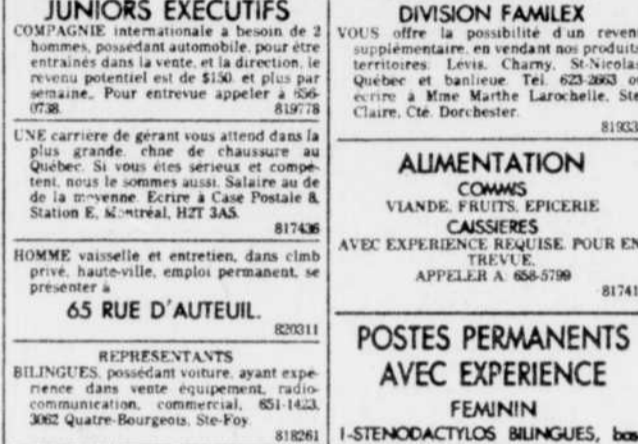 JUNIORS EXECUTIFS
COMPAGNIE internationale a besoin de 2
hommes, possédant automobile, pour être
entrainés dans la vente, et la direction, le
revenu potentiel est de $150. et plus par
semaine. Pour entrevue appeler à 656-
0738. 819778
UNE carrière de gérant vous attend dans la
plus grande chne de chaussure au
Québec. Si vous êtes sérieux et compé-
tent, nous le sommes aussi. Salaire au de
de la moyenne. Ecrire à Case Postale 8,
Station E, Montréal, H2T 3A5.
817436
HOMME vaisselle et entretien, dans clmb
privé, haute-ville, emploi permanent, se
présenter à
65 RUE D'AUTEUIL.
820311
REPRESENTANTS
BILINGUES, possédant voiture, ayant expé-
rience dans vente équipement, radio-
communication, commercial, 651-1423,
3062 Quatre-Bourgeois, Ste-Foy.
818261
DIVISION FAMILEX
VOUS offre la possibilité d'un reven
supplémentaire, en vendant nos produits
territoires: Lévis, Charny, St-Nicolas
Québec et banlieue. Tél. 623-2663 o
écrire à Mme Marthe Larochelle, Ste
Claire, Cté. Dorchester.
81933
ALIMENTATION
COMMIS
VIANDE, FRUITS, EPICERIE
CAISSIERES
AVEC EXPERIENCE REQUISE. POUR EN
TREVUE.
APPELER A: 658-5799
81741
POSTES PERMANENTS
AVEC EXPERIENCE
FEMININ
1-STENODACTYLOS BILINGUES,